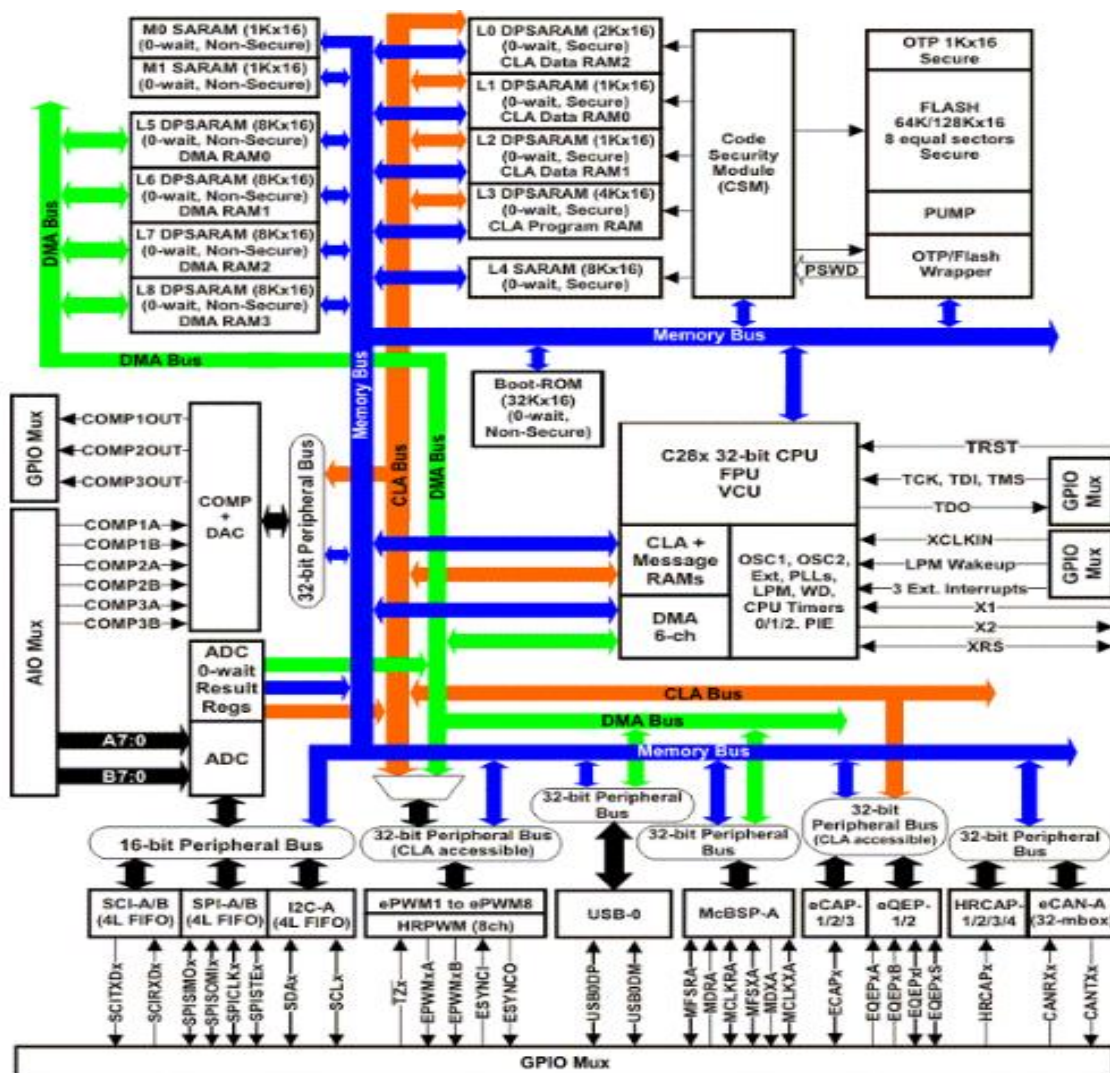 M0 SARAM (1Kx16)
(0-wait, Non-Secure)
M1 SARAM (1Kx16)
(0-wait, Non-Secure)
L5 DPSARAM (8Kx16)
(0-wait, Non-Secure)
DMA RAM0
L6 DPSARAM (8Kx16)
(0-wait, Non-Secure)
DMA RAM1
L7 DPSARAM (8Kx16)
(0-wait, Non-Secure)
DMA RAM2
L8 DPSARAM (8Kx16)
(0-wait, Non-Secure)
DMA RAM3
DMA Bus
DMA Bus
L0 DPSRAM (2Kx16)
(0-wait, Secure)
CLA Data RAM2
L1 DPSRAM (1Kx16)
(0-wait, Secure)
CLA Data RAM0
L2 DPSRAM (1Kx16)
(0-wait, Secure)
CLA Data RAM1
L3 DPSRAM (4Kx16)
(0-wait, Secure)
CLA Program RAM
L4 SARAM (8Kx16)
(0-wait, Secure)
Code
Security
Module
(CSM)
OTP 1Kx16
Secure
FLASH
64K/128Kx16
8 equal sectors
Secure
PUMP
OTP/Flash
Wrapper
PSWD
Memory Bus
Memory Bus
CLA Bus
DMA Bus
Boot-ROM
(32Kx16)
(0-wait,
Non-Secure)
GPIO Mux
COMP1OUT
COMP2OUT
COMP3OUT
COMP
+
DAC
32-bit Peripheral Bus
AIO Mux
COMP1A
COMP1B
COMP2A
COMP2B
COMP3A
COMP3B
ADC
0-wait
Result
Regs
ADC
A7:0
B7:0
C28x 32-bit CPU
FPU
VCU
CLA +
Message
RAMs
DMA
6-ch
OSC1, OSC2,
Ext, PLLs,
LPM, WD,
CPU Timers
0/1/2. PIE
TRST
TCK, TDI, TMS
TDO
GPIO
Mux
XCLKIN
LPM Wakeup
3 Ext. Interrupts
GPIO
Mux
X1
X2
XRS
CLA Bus
DMA Bus
Memory Bus
16-bit Peripheral Bus
32-bit Peripheral Bus
(CLA accessible)
32-bit Peripheral
Bus
32-bit Peripheral
Bus
32-bit
Peripheral Bus
(CLA accessible)
32-bit Peripheral
Bus
SCI-A/B
(4L FIFO)
SPI-A/B
(4L FIFO)
I2C-A
(4L FIFO)
ePWM1 to ePWM8
HRPWM (8ch)
USB-0
McBSP-A
eCAP-
1/2/3
eQEP-
1/2
HRCAP-
1/2/3/4
eCAN-A
(32-mbox)
SCITXDx
SCIRXDx
SPISIMOx
SPISOMIx
SPICLKx
SPISTEx
SDAx
SCLx
TZx
EPWMxA
EPWMxB
ESYNCI
ESYNCO
USB0DP
USB0DM
MFSRA
MDRA
MCLKRA
MFSXA
MDXA
MCLKXA
ECAPx
EQEPxA
EQEPxB
EQEPxI
EQEPxS
HRCAPx
CANRXx
CANTXx
GPIO Mux